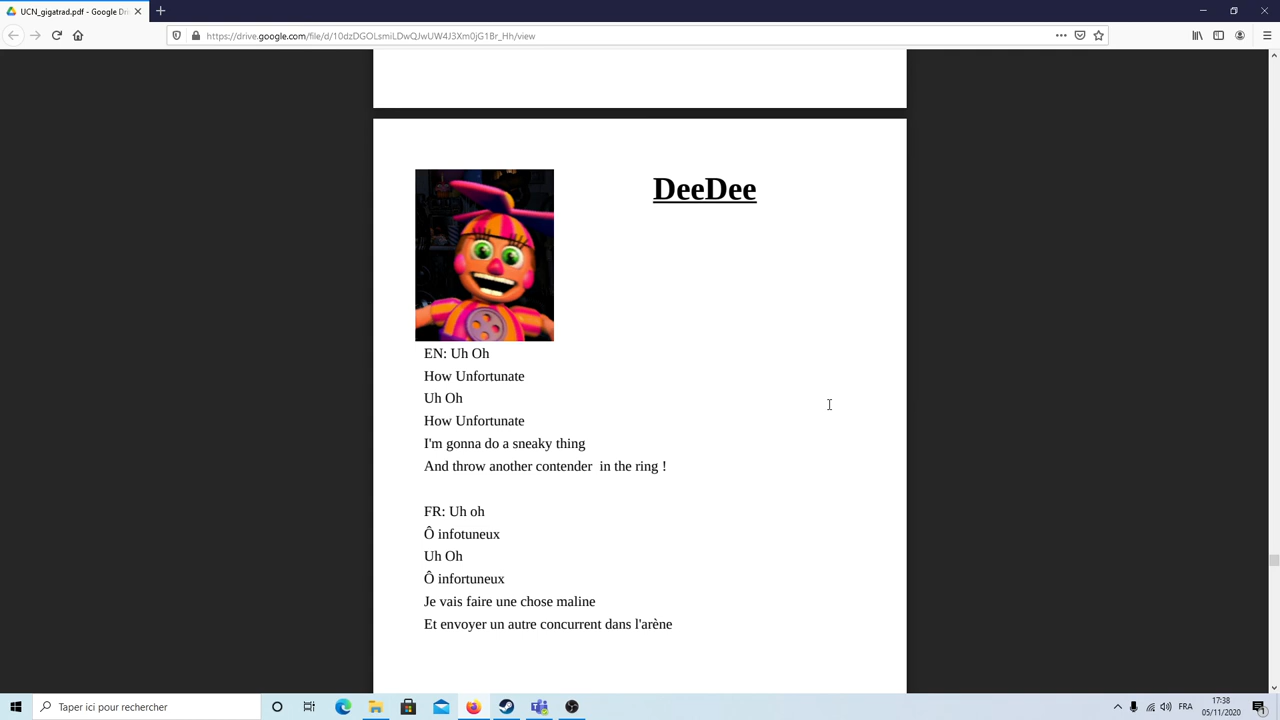 UCN_gigatrad.pdf - Google Dri
https://drive.google.com/file/d/10dzDGOLsmiLDwQJwUW4J3Xm0jG1Br_Hh/view
DeeDee
EN: Uh Oh
How Unfortunate
Uh Oh
How Unfortunate
I'm gonna do a sneaky thing
And throw another contender  in the ring !
FR: Uh oh
Ô infotuneux
Uh Oh
Ô infortuneux
Je vais faire une chose maline
Et envoyer un autre concurrent dans l'arène
Taper ici pour rechercher
FRA
17:38
05/11/2020